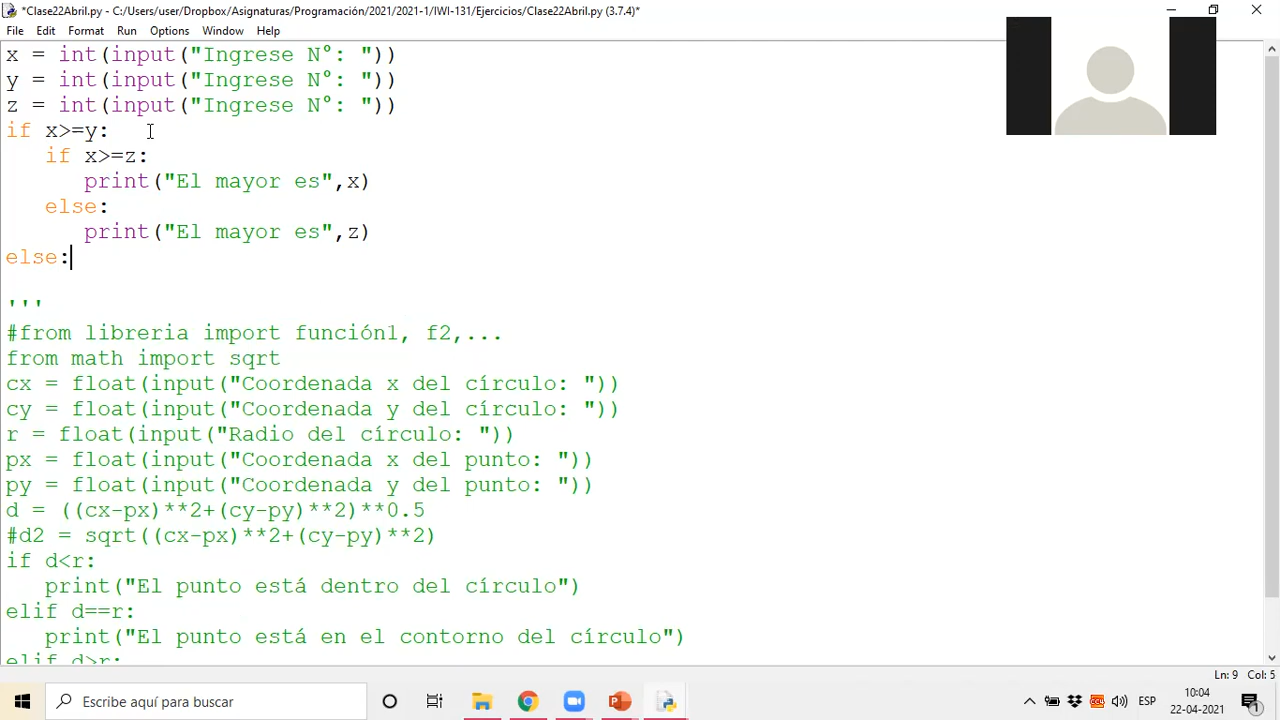 *Clase22Abril.py - C:/Users/user/Dropbox/Asignaturas/Programación/2021/2021-1/IWI-131/Ejercicios/Clase22Abril.py (3.7.4)*
File Edit Format Run Options Window Help
x = int(input("Ingrese N°: "))
y = int(input("Ingrese N°: "))
z = int(input("Ingrese N°: "))
if x>=y:
   if x>=z:
      print("El mayor es",x)
   else:
      print("El mayor es",z)
else:
'''
#from libreria import función1, f2,...
from math import sqrt
cx = float(input("Coordenada x del círculo: "))
cy = float(input("Coordenada y del círculo: "))
r = float(input("Radio del círculo: "))
px = float(input("Coordenada x del punto: "))
py = float(input("Coordenada y del punto: "))
d = ((cx-px)**2+(cy-py)**2)**0.5
#d2 = sqrt((cx-px)**2+(cy-py)**2)
if d<r:
   print("El punto está dentro del círculo")
elif d==r:
   print("El punto está en el contorno del círculo")
elif d>r:
Ln: 9 Col: 5
Escribe aquí para buscar
ESP
10:04
22-04-2021
1